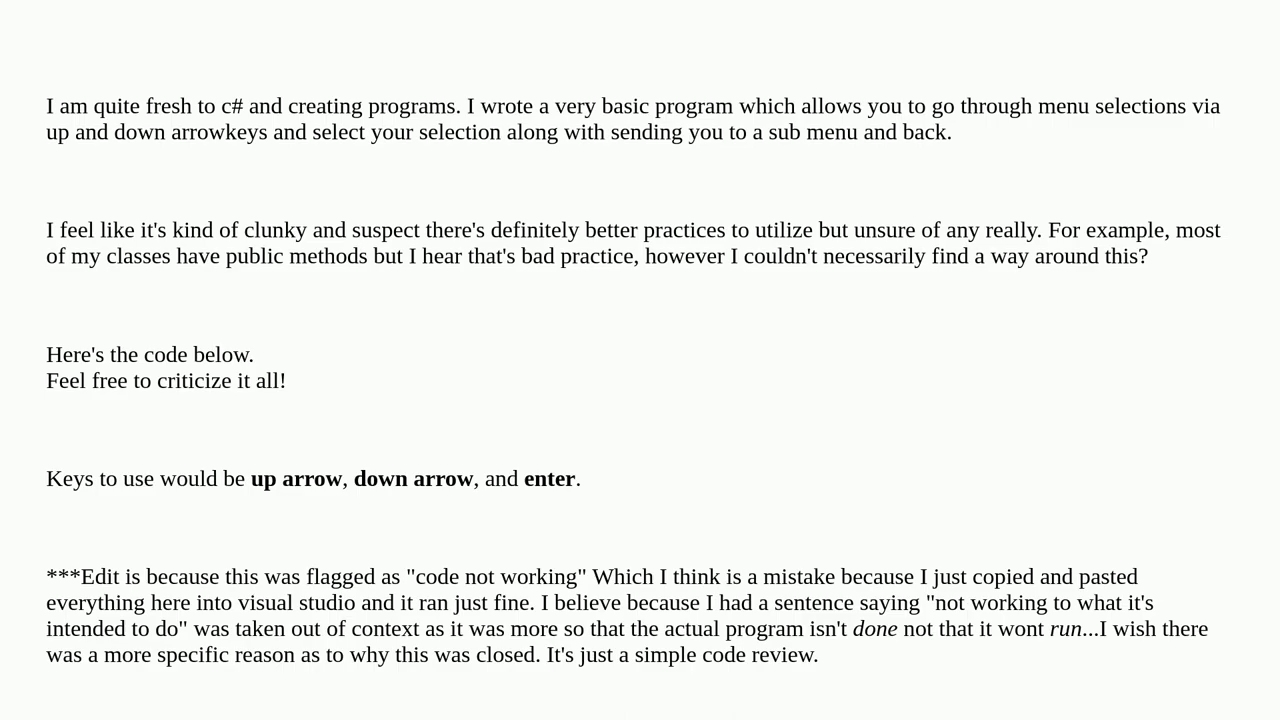 I am quite fresh to c# and creating programs. I wrote a very basic program which allows you to go through menu selections via
up and down arrowkeys and select your selection along with sending you to a sub menu and back.
I feel like it's kind of clunky and suspect there's definitely better practices to utilize but unsure of any really. For example, most
of my classes have public methods but I hear that's bad practice, however I couldn't necessarily find a way around this?
Here's the code below.
Feel free to criticize it all!
Keys to use would be up arrow, down arrow, and enter.
***Edit is because this was flagged as "code not working" Which I think is a mistake because I just copied and pasted
everything here into visual studio and it ran just fine. I believe because I had a sentence saying "not working to what it's
intended to do" was taken out of context as it was more so that the actual program isn't done not that it wont run...I wish there
was a more specific reason as to why this was closed. It's just a simple code review.